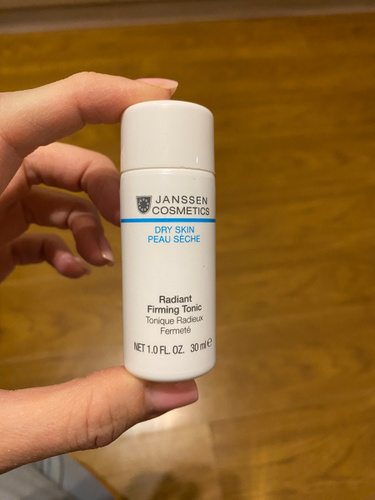 JANSSEN
COSMETICS
DRY SKIN
PEAU SÈCHE
Radiant
Firming Tonic
Tonique Radieux
Fermeté
NET 1.0 FL. OZ. 30 ml ℮